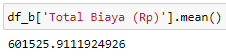 df_b['Total Biaya (Rp)'].mean()
601525.9111924926